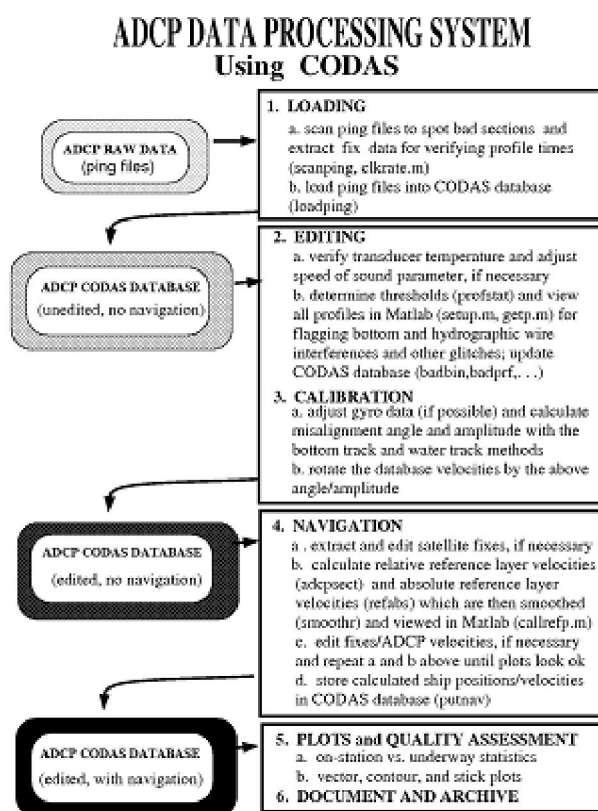 ADCP DATA PROCESSING SYSTEM
Using CODAS
ADCP RAW DATA
(ping files)
1. LOADING
a. scan ping files to spot bad sections and
extract fix data for verifying profile times
(scanping, clkrate.m)
b. load ping files into CODAS database
(loadping)
ADCP CODAS DATABASE
(unedited, no navigation)
2. EDITING
a. verify transducer temperature and adjust
speed of sound parameter, if necessary
b. determine thresholds (profstat) and view
all profiles in Matlab (setup.m, getp.m) for
flagging bottom and hydrographic wire
interferences and other glitches; update
CODAS database (badbin,badprf,. . .)
3. CALIBRATION
a. adjust gyro data (if possible) and calculate
misalignment angle and amplitude with the
bottom track and water track methods
b. rotate the database velocities by the above
angle/amplitude
ADCP CODAS DATABASE
(edited, no navigation)
4. NAVIGATION
a . extract and edit satellite fixes, if necessary
b. calculate relative reference layer velocities
(adcpsect) and absolute reference layer
velocities (refabs) which are then smoothed
(smoothr) and viewed in Matlab (callrefp.m)
c. edit fixes/ADCP velocities, if necessary
and repeat a and b above until plots look ok
d. store calculated ship positions/velocities
in CODAS database (putnav)
ADCP CODAS DATABASE
(edited, with navigation)
5. PLOTS and QUALITY ASSESSMENT
a. on-station vs. underway statistics
b. vector, contour, and stick plots
6. DOCUMENT AND ARCHIVE